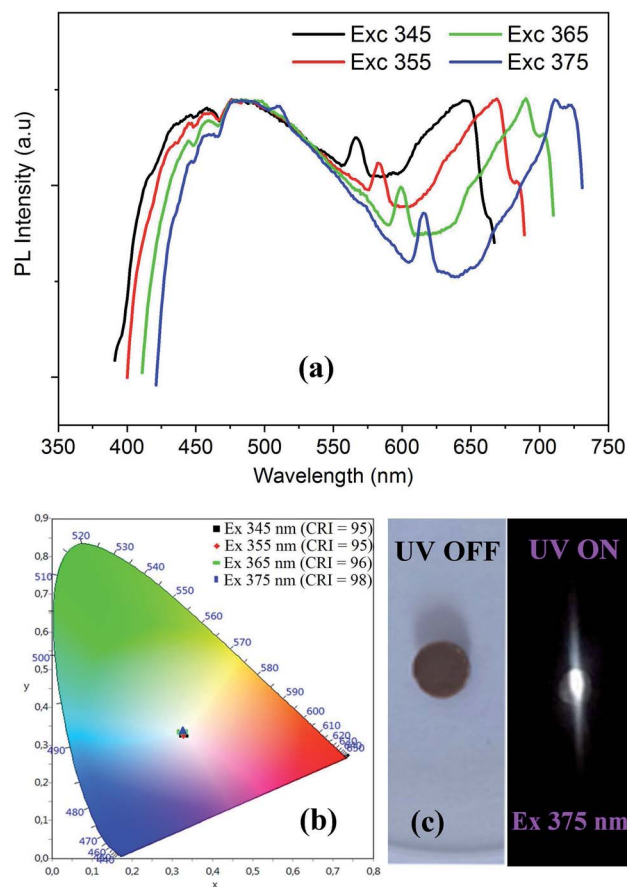 Exc 345
Exc 365
Exc 355
Exc 375
PL Intensity (a.u)
(a)
350 400 450 500 550 600 650 700 750
Wavelength (nm)
0,9
0,8
0,7
0,6
0,5
0,4
0,3
0,2
0,1
0,0
y
520
530
540
550
560
570
580
590
600
610
620
630
510
500
490
480
470
460
Ex 345 nm (CRI = 95)
Ex 355 nm (CRI = 95)
Ex 365 nm (CRI = 96)
Ex 375 nm (CRI = 98)
(b)
0,0 0,1 0,2 0,3 0,4 0,5 0,6 0,7 0,8
x
UV OFF
(c)
UV ON
Ex 375 nm